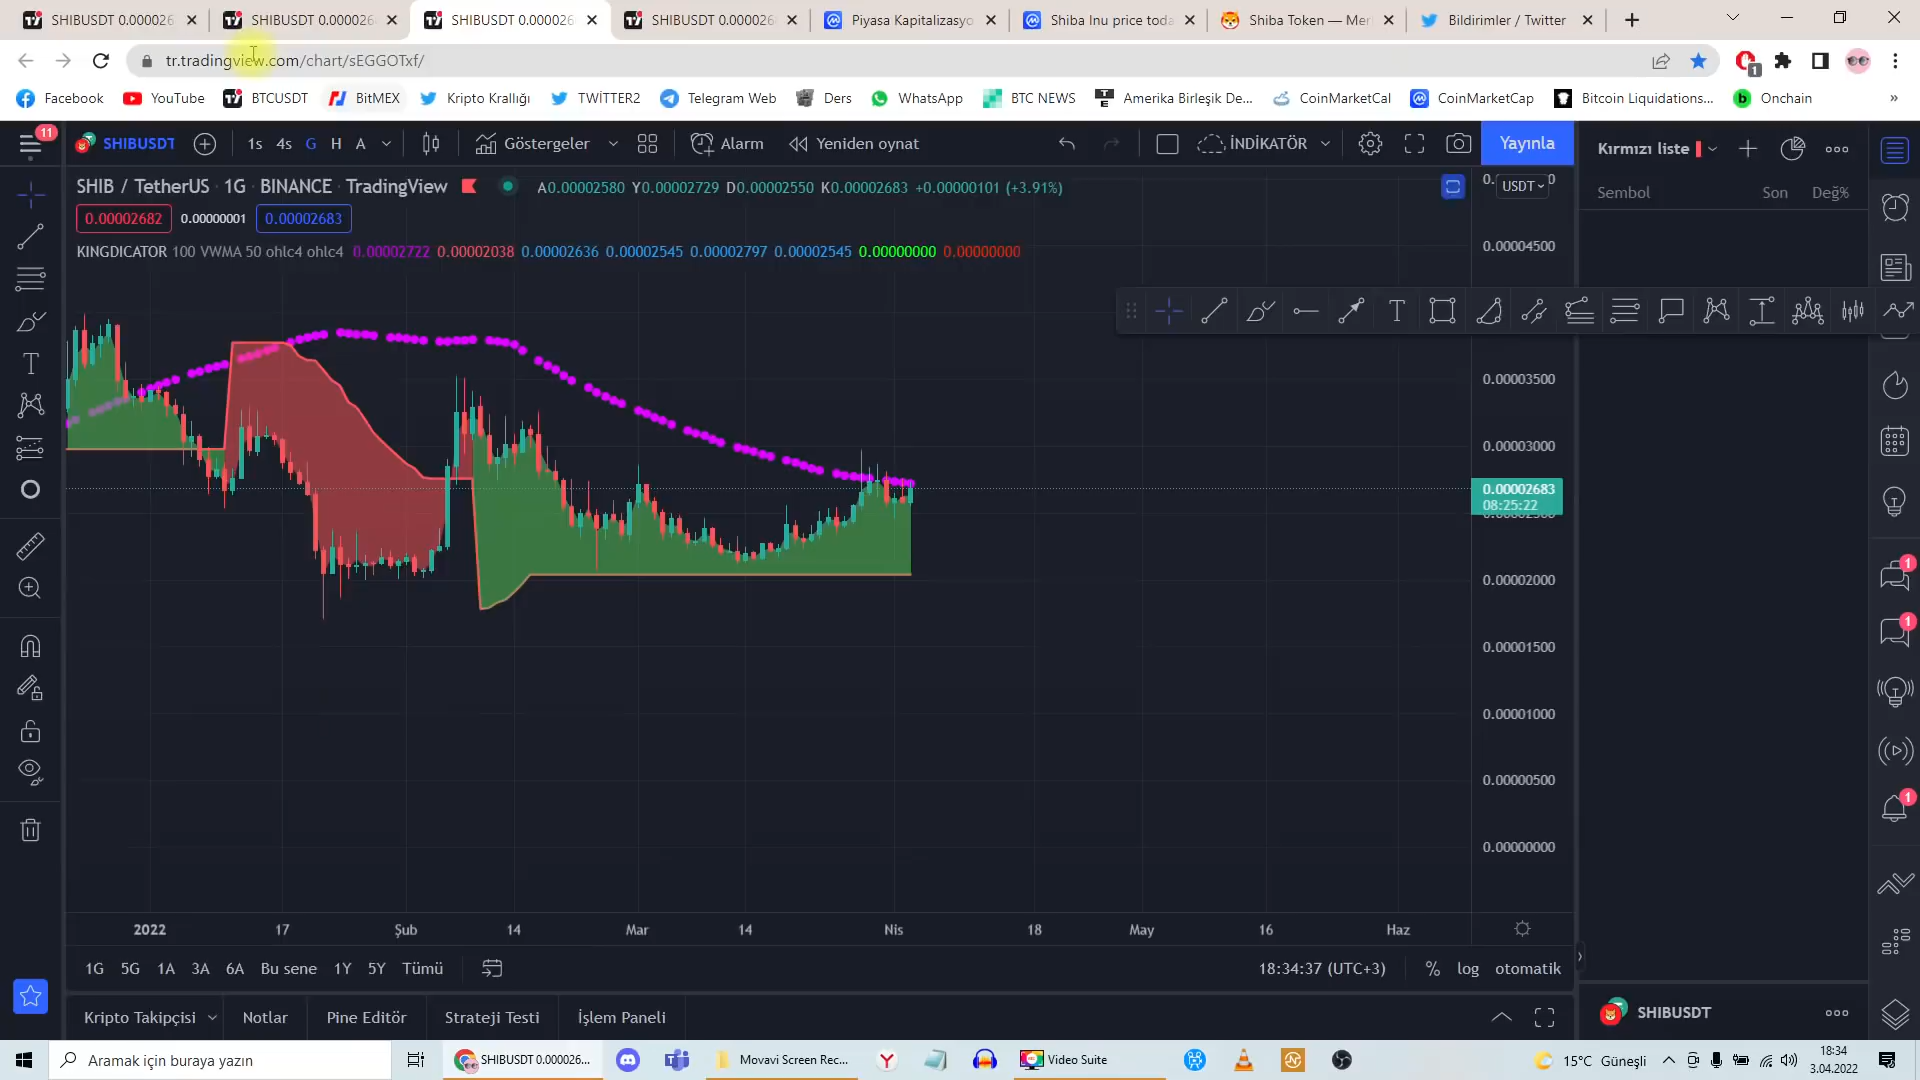 SHIBUSDT 0.000026
SHIBUSDT 0.000026
SHIBUSDT 0.000026
SHIBUSDT 0.000026
Piyasa Kapitalizasyo
Shiba Inu price toda
Shiba Token — Mer
Bildirimler / Twitter
tr.tradingview.com/chart/sEGGOTxf/
1
Facebook
YouTube
BTCUSDT
BitMEX
Kripto Krallığı
TWİTTER2
Telegram Web
Ders
WhatsApp
BTC NEWS
Amerika Birleşik De...
CoinMarketCal
CoinMarketCap
Bitcoin Liquidations...
Onchain
»
11
SHIBUSDT
1s 4s G H A
Göstergeler
Alarm
Yeniden oynat
İNDİKATÖR
Yayınla
Kırmızı liste
SHIB / TetherUS · 1G · BINANCE · TradingView
A0.00002580 Y0.00002729 D0.00002550 K0.00002683 +0.00000101 (+3.91%)
USDT
Sembol Son Değ%
0.00002682 0.00000001 0.00002683
KINGDICATOR 100 VWMA 50 ohlc4 ohlc4 0.00002722 0.00002038 0.00002636 0.00002545 0.00002797 0.00002545 0.00000000 0.00000000
0.00004500
0.00003500
0.00003000
0.00002683
08:25:22
0.00002000
0.00001500
0.00001000
0.00000500
0.00000000
1
1
1
2022 17 Şub 14 Mar 14 Nis 18 May 16 Haz
1G 5G 1A 3A 6A Bu sene 1Y 5Y Tümü
18:34:37 (UTC+3) % log otomatik
Kripto Takipçisi
Notlar
Pine Editör
Strateji Testi
İşlem Paneli
SHIBUSDT
Aramak için buraya yazın
SHIBUSDT 0.000026...
Movavi Screen Rec...
Video Suite
15°C Güneşli
18:34
3.04.2022